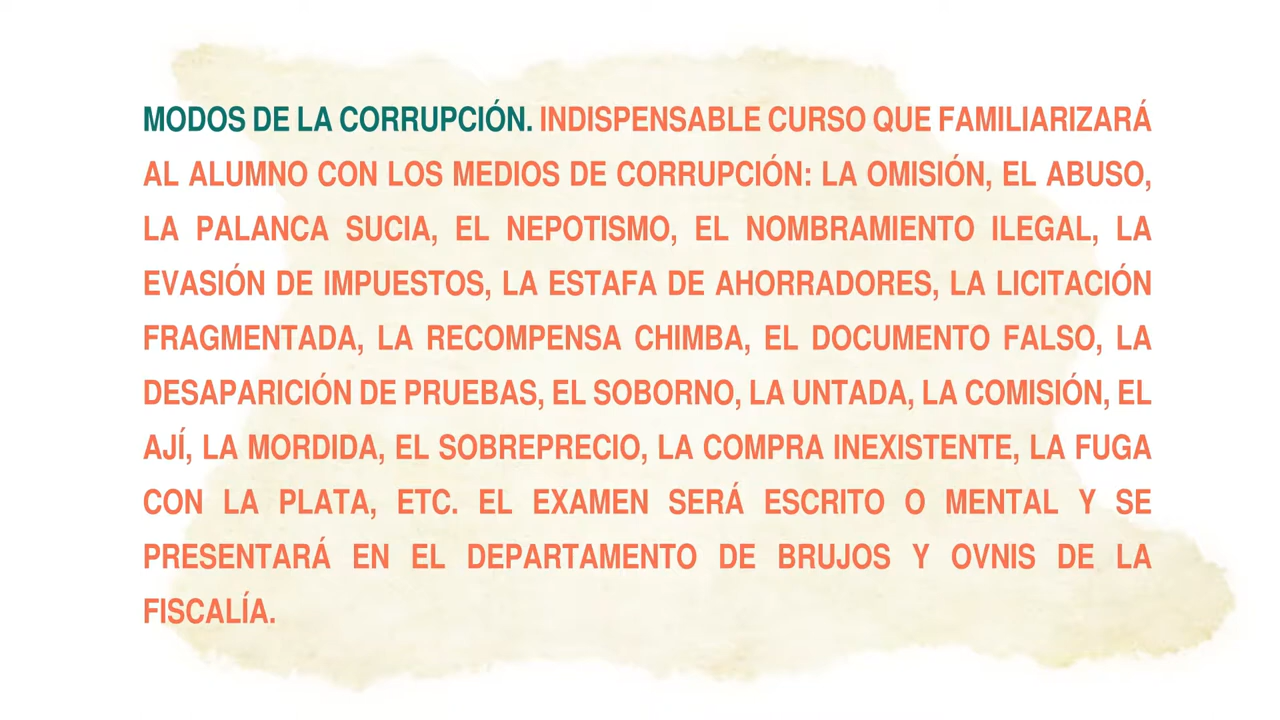 MODOS DE LA CORRUPCIÓN. INDISPENSABLE CURSO QUE FAMILIARIZARÁ
AL ALUMNO CON LOS MEDIOS DE CORRUPCIÓN: LA OMISIÓN, EL ABUSO,
LA PALANCA SUCIA, EL NEPOTISMO, EL NOMBRAMIENTO ILEGAL, LA
EVASIÓN DE IMPUESTOS, LA ESTAFA DE AHORRADORES, LA LICITACIÓN
FRAGMENTADA, LA RECOMPENSA CHIMBA, EL DOCUMENTO FALSO, LA
DESAPARICIÓN DE PRUEBAS, EL SOBORNO, LA UNTADA, LA COMISIÓN, EL
AJÍ, LA MORDIDA, EL SOBREPRECIO, LA COMPRA INEXISTENTE, LA FUGA
CON LA PLATA, ETC. EL EXAMEN SERÁ ESCRITO O MENTAL Y SE
PRESENTARÁ EN EL DEPARTAMENTO DE BRUJOS Y OVNIS DE LA
FISCALÍA.